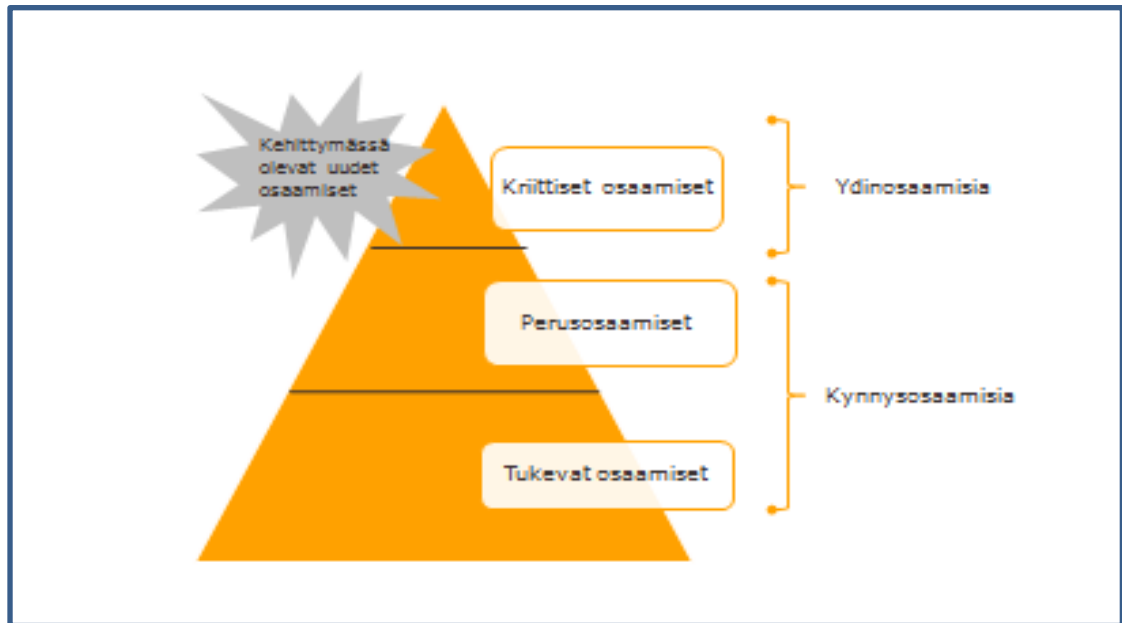 Kehittymässä
olevat uudet
osaamiset
Kriittiset osaamiset
Ydinosaamisia
Perusosaamiset
Kynnysosaamisia
Tukevat osaamiset